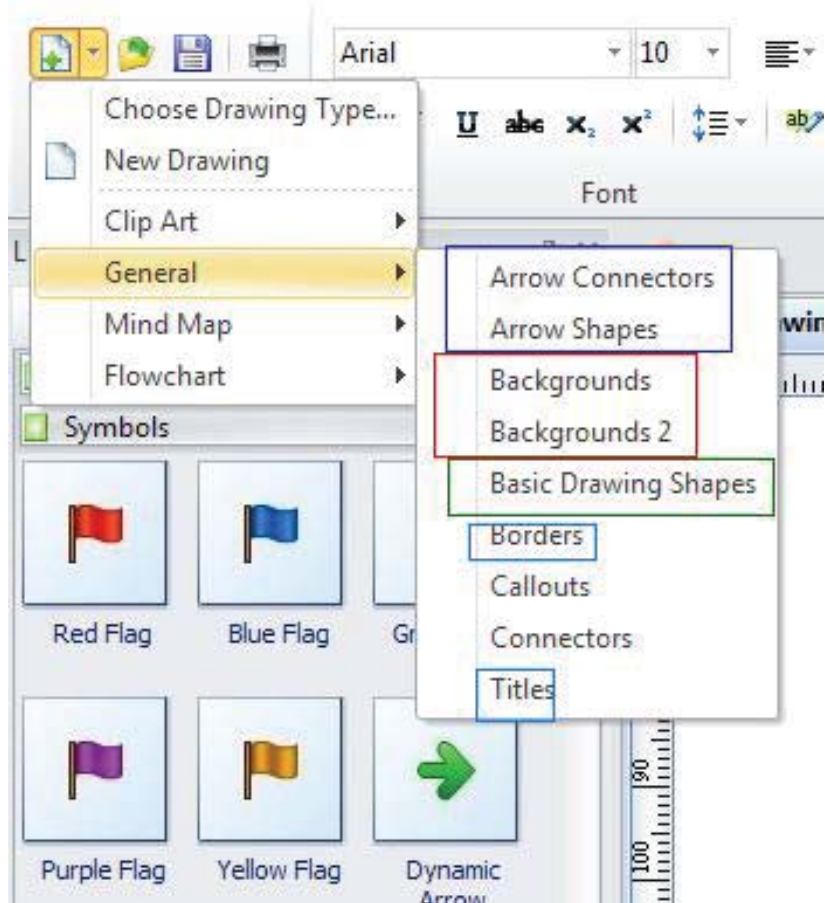 Arial
10
Choose Drawing Type...
U abc x₂ x²
New Drawing
Font
Clip Art
General
Mind Map
Flowchart
Arrow Connectors
Arrow Shapes
Backgrounds
Backgrounds 2
Basic Drawing Shapes
Borders
Callouts
Connectors
Titles
Symbols
Red Flag
Blue Flag
Purple Flag
Yellow Flag
Dynamic
Arrow
90
100